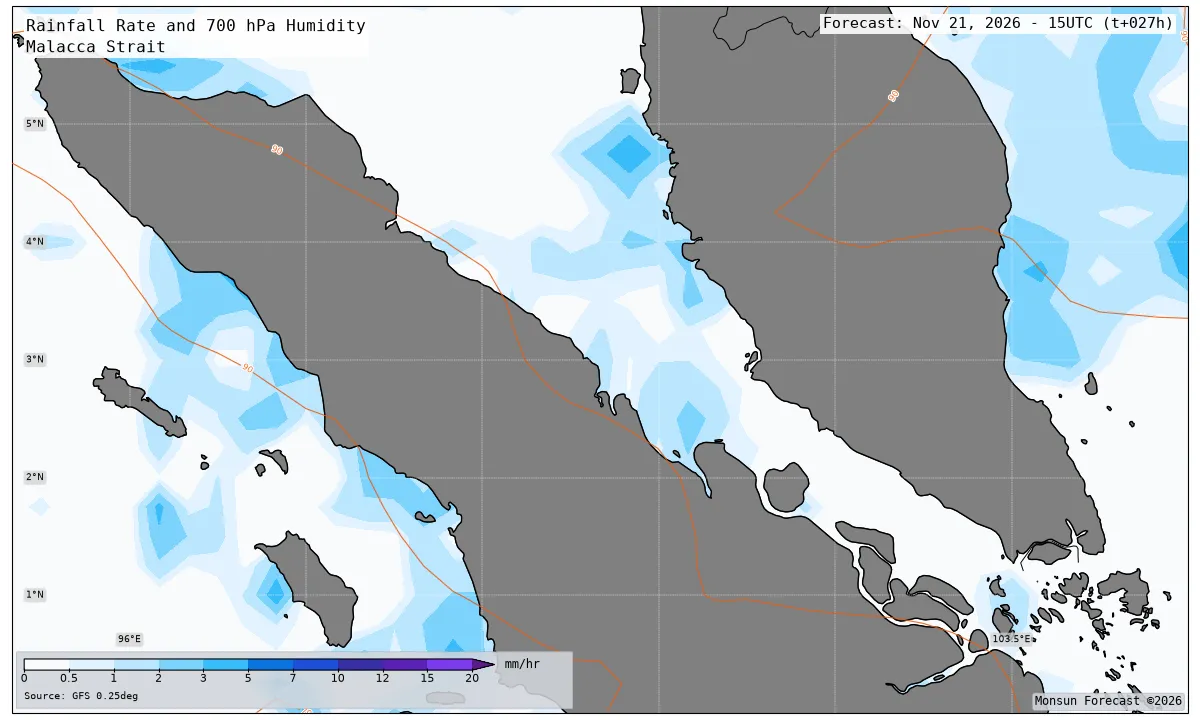 Rainfall Rate and 700 hPa Humidity
Malacca Strait
Forecast: Nov 21, 2026 - 15UTC (t+027h)
90
90
90
5°N
4°N
3°N
2°N
1°N
96°E
103.5°E
0 0.5 1 2 3 5 7 10 12 15 20
mm/hr
Source: GFS 0.25deg
Monsun Forecast ©2026